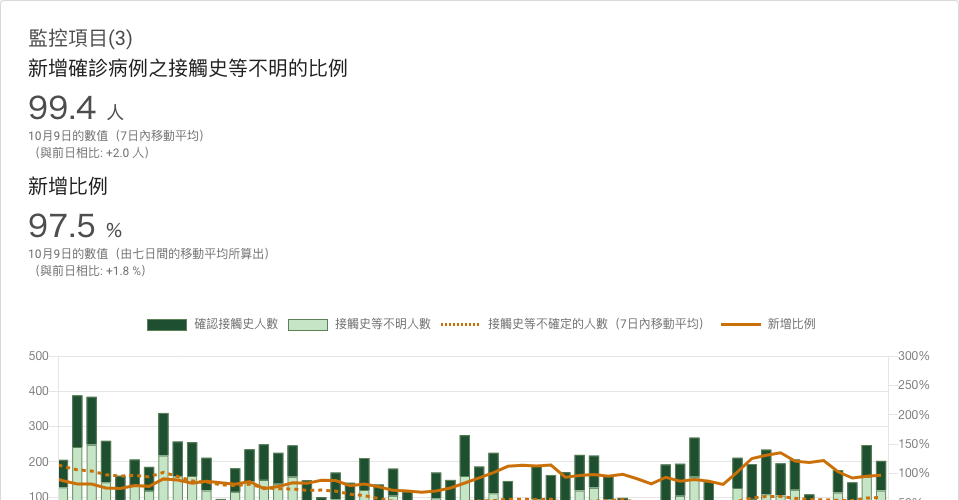 監控項目(3)
新增確診病例之接觸史等不明的比例
99.4 人
10月9日的數值（7日內移動平均）
（與前日相比: +2.0 人）
新增比例
97.5 %
10月9日的數值（由七日間的移動平均所算出）
（與前日相比: +1.8 %）
確認接觸史人數 接觸史等不明人數 接觸史等不確定的人數（7日內移動平均） 新增比例
500 300%
250%
400
200%
300
150%
200
100%
100